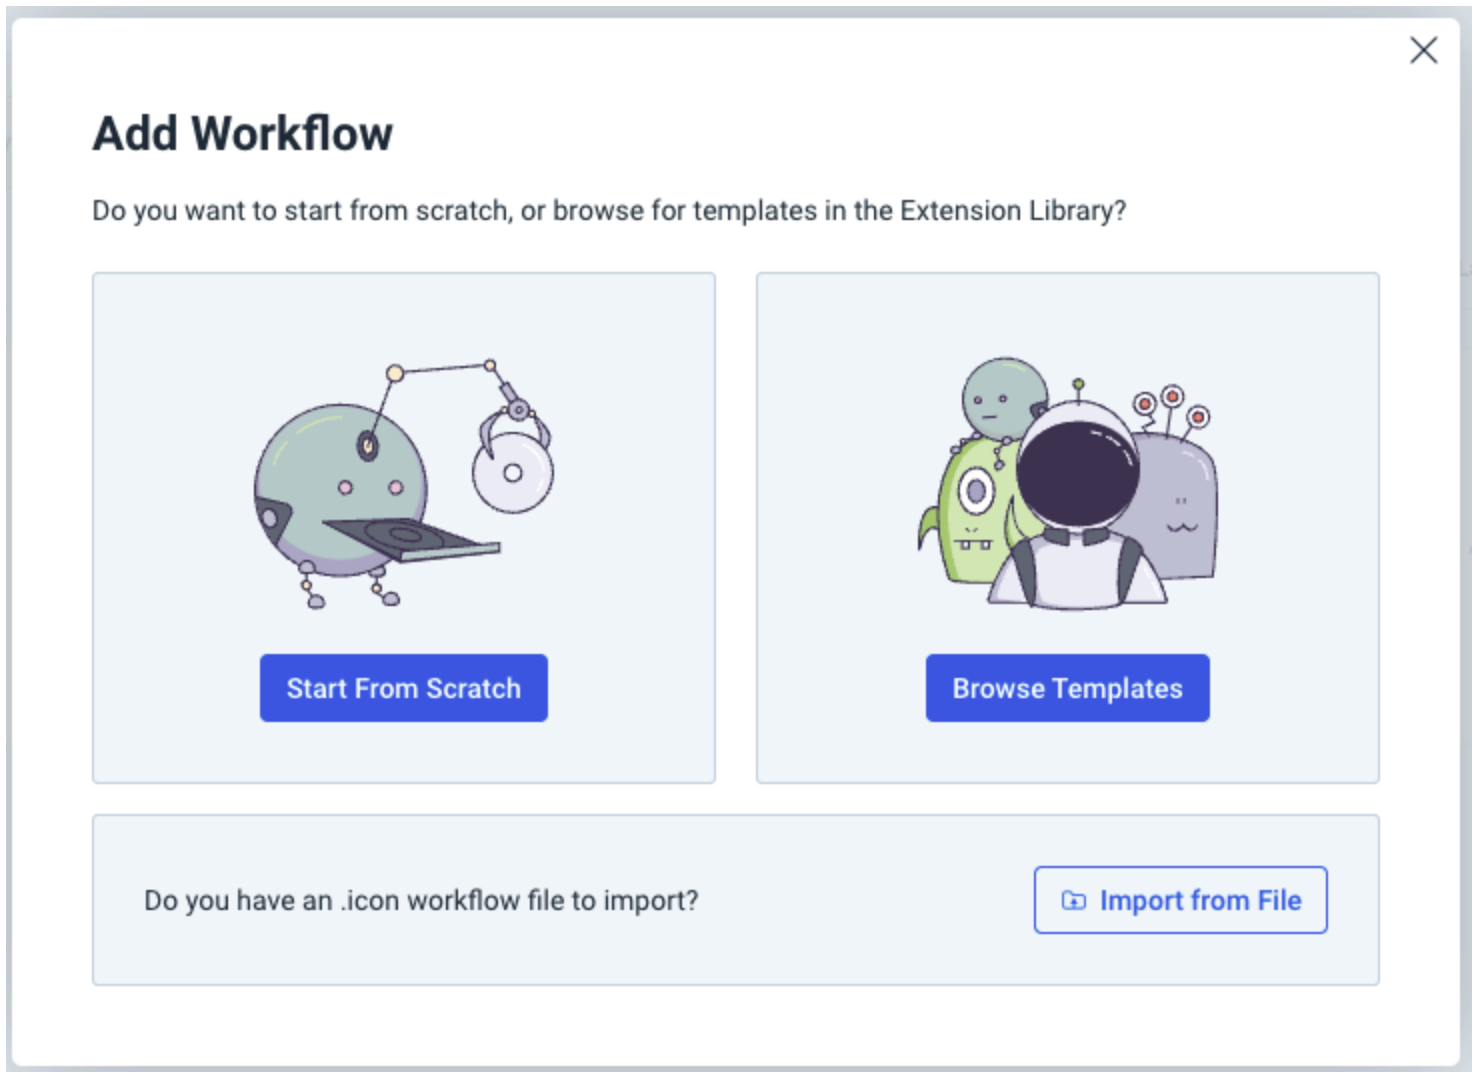 Add Workflow
Do you want to start from scratch, or browse for templates in the Extension Library?
Start From Scratch
Browse Templates
Do you have an .icon workflow file to import?
Import from File